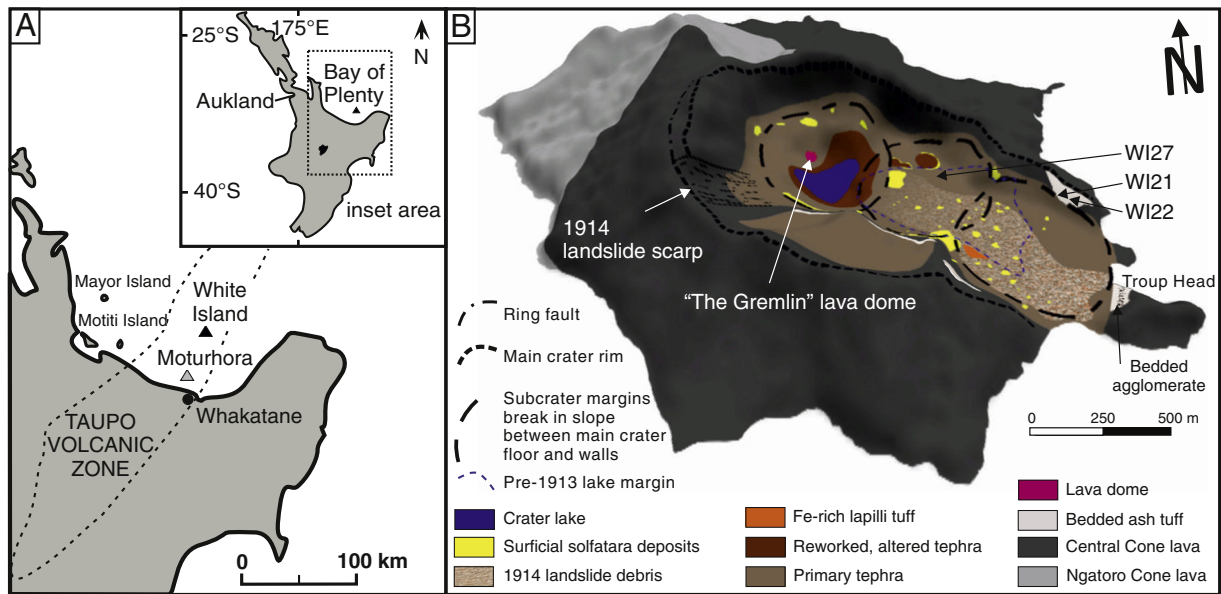 A
25°S
175°E
N
Bay of
Plenty
Aukland
40°S
inset area
Mayor Island
White
Island
Motiti Island
Moturhora
Whakatane
TAUPO
VOLCANIC
ZONE
0 100 km
B
N
WI27
WI21
WI22
1914
landslide scarp
Troup Head
"The Gremlin" lava dome
Bedded
agglomerate
0 250 500 m
Ring fault
Main crater rim
Subcrater margins
break in slope
between main crater
floor and walls
Pre-1913 lake margin
Crater lake
Surficial solfatara deposits
1914 landslide debris
Fe-rich lapilli tuff
Reworked, altered tephra
Primary tephra
Lava dome
Bedded ash tuff
Central Cone lava
Ngatoro Cone lava